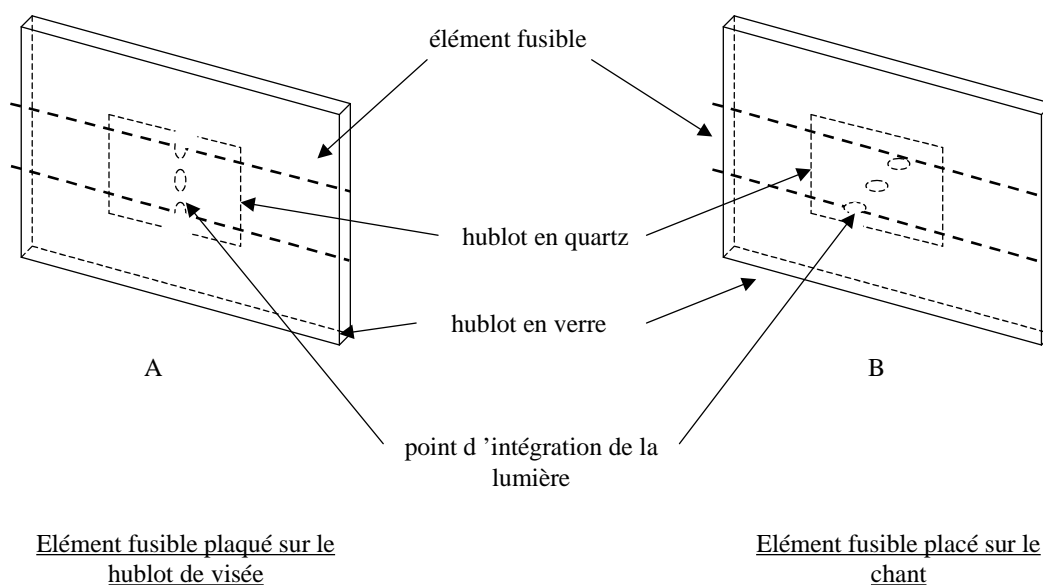 élément fusible
hublot en quartz
hublot en verre
A
B
point d ’intégration de la
lumière
Elément fusible plaqué sur le
hublot de visée
Elément fusible placé sur le
chant